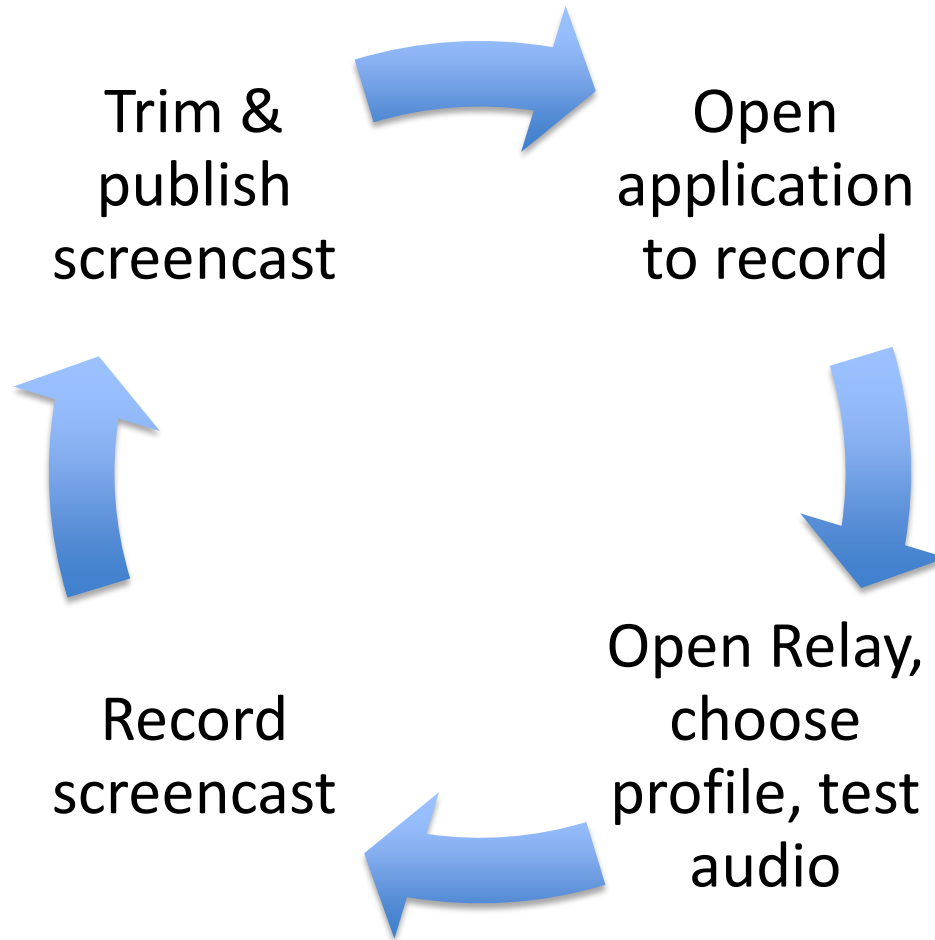 Trim &
publish
screencast
Open
application
to record
Open Relay,
choose
profile, test
audio
Record
screencast